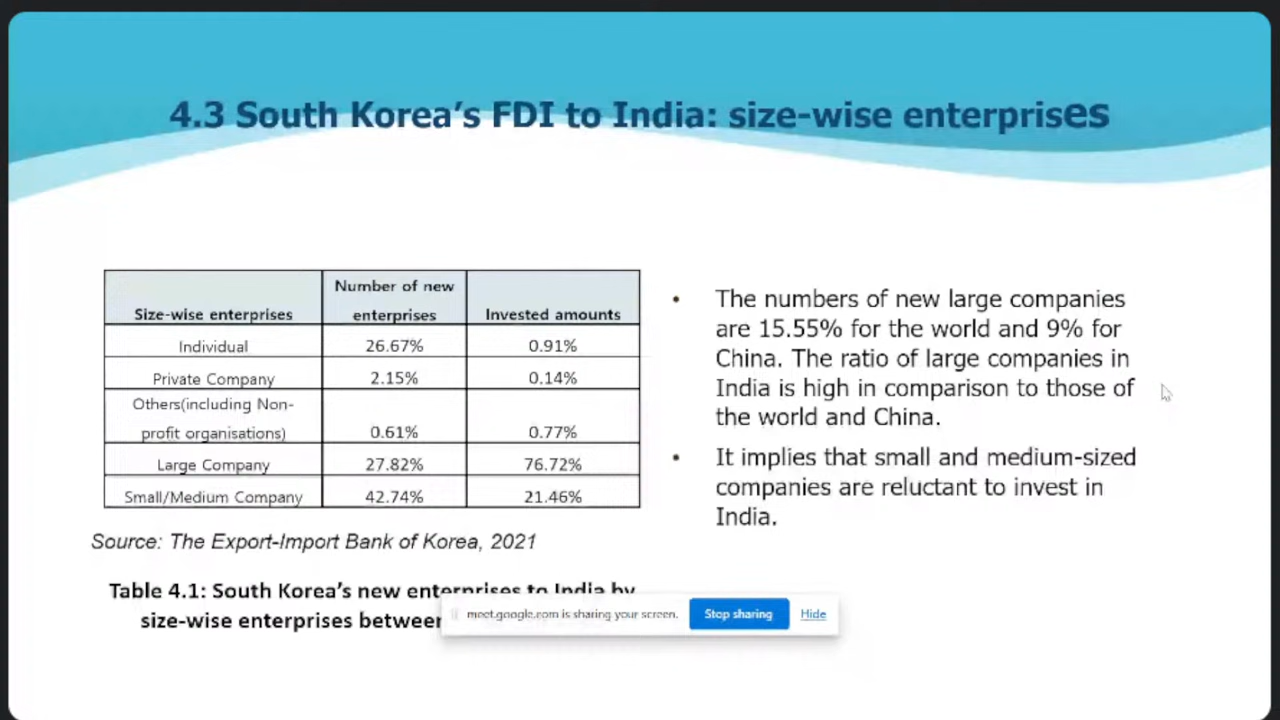 4.3 South Korea's FDI to India: size-wise enterprises
Size-wise enterprises Number of new enterprises Invested amounts
Individual 26.67% 0.91%
Private Company 2.15% 0.14%
Others(including Non-
profit organisations) 0.61% 0.77%
Large Company 27.82% 76.72%
Small/Medium Company 42.74% 21.46%
Source: The Export-Import Bank of Korea, 2021
Table 4.1: South Korea's new enterprises to India by
size-wise enterprises between
• The numbers of new large companies
are 15.55% for the world and 9% for
China. The ratio of large companies in
India is high in comparison to those of
the world and China.
• It implies that small and medium-sized
companies are reluctant to invest in
India.
meet.google.com is sharing your screen. Stop sharing Hide